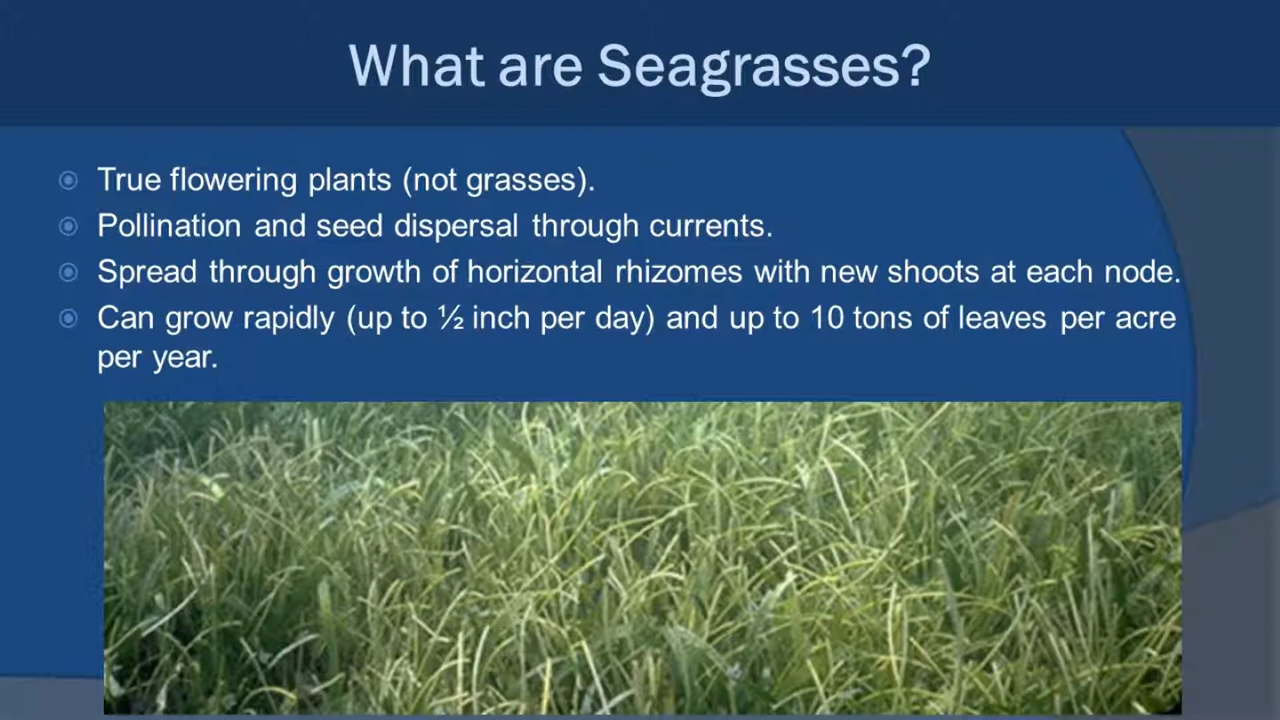 What are Seagrasses?
True flowering plants (not grasses).
Pollination and seed dispersal through currents.
Spread through growth of horizontal rhizomes with new shoots at each node.
Can grow rapidly (up to ½ inch per day) and up to 10 tons of leaves per acre
per year.